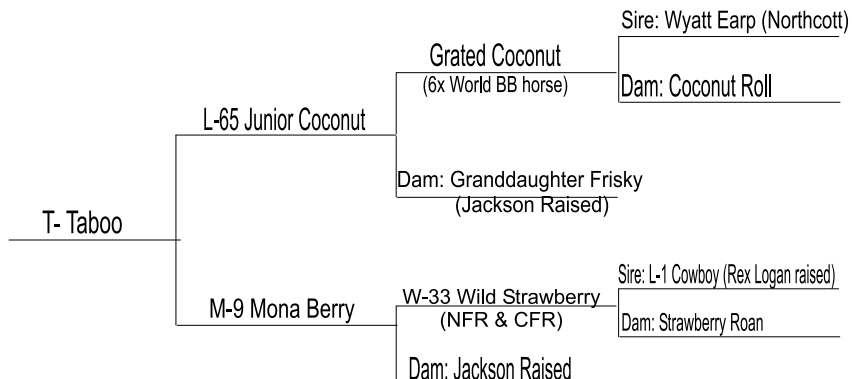 Sire: Wyatt Earp (Northcott)
Grated Coconut
(6x World BB horse)
Dam: Coconut Roll
L-65 Junior Coconut
Dam: Granddaughter Frisky
(Jackson Raised)
T- Taboo
Sire: L-1 Cowboy (Rex Logan raised)
W-33 Wild Strawberry
(NFR & CFR)
M-9 Mona Berry
Dam: Strawberry Roan
Dam: Jackson Raised